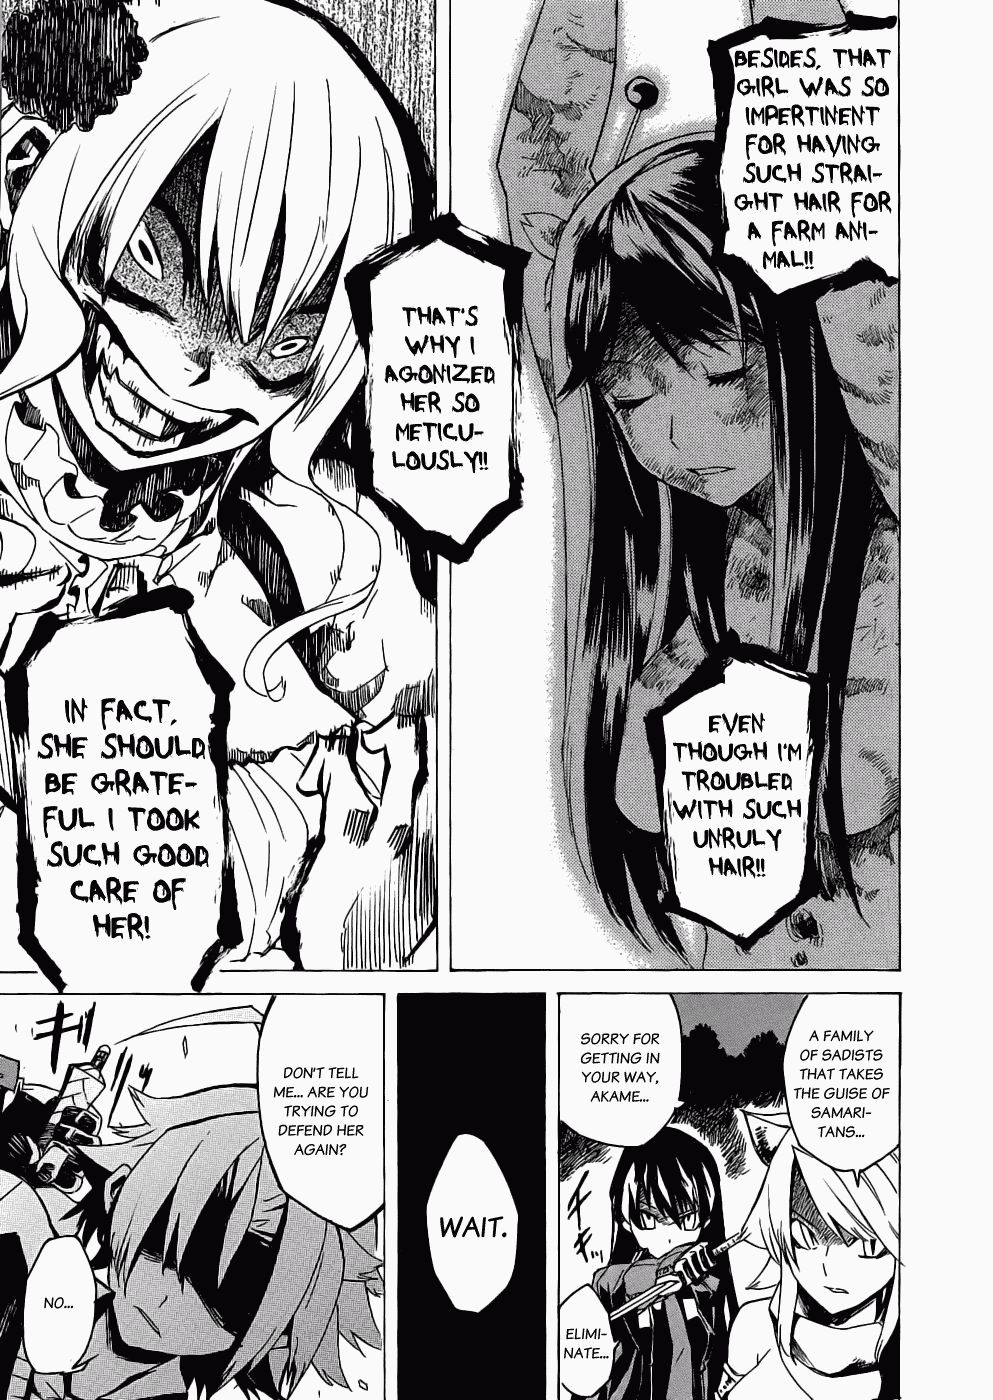 BESIDES, THAT
GIRL WAS SO
IMPERTINENT
FOR HAVING
SUCH STRAI-
GHT HAIR FOR
A FARM ANI-
MAL!!
EVEN
THOUGH I'M
TROUBLED
WITH SUCH
UNRULY
HAIR!!
THAT'S
WHY I
AGONIZED
HER SO
METICU-
LOUSLY!!
IN FACT,
SHE SHOULD
BE GRATE-
FUL I TOOK
SUCH GOOD
CARE OF
HER!
A FAMILY
OF SADISTS
THAT TAKES
THE GUISE OF
SAMARI-
TANS...
SORRY FOR
GETTING IN
YOUR WAY,
AKAME...
ELIMI-
NATE...
WAIT.
DON'T TELL
ME... ARE YOU
TRYING TO
DEFEND HER
AGAIN?
NO...